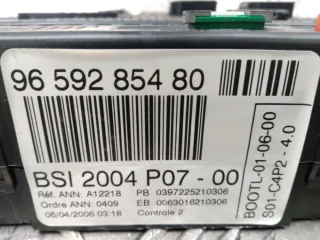 96 592 854 80
BSI 2004 P07 - 00
Réf. ANN: A12218 PB 0397225210306
Ordre ANN: 0409 EB 0063016210306
06/04/2006 03:18 Controle 2
BOOTL-01-06-00
S01-C4P2 - 4.0